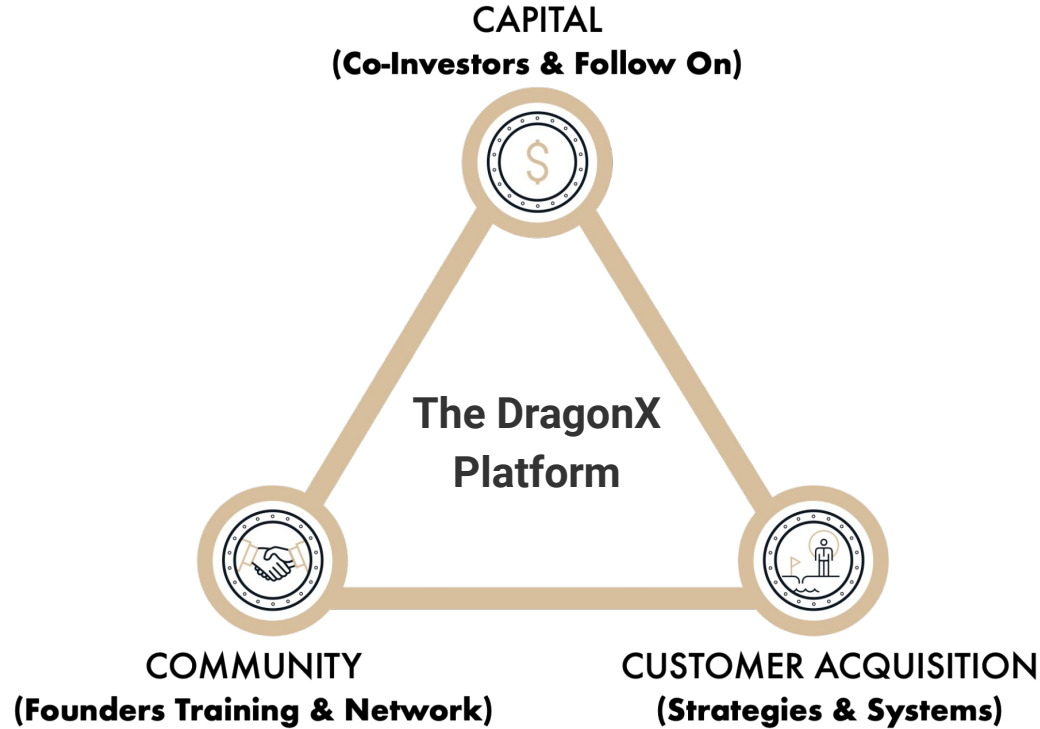 CAPITAL
(Co-Investors & Follow On)
$
The DragonX
Platform
COMMUNITY
(Founders Training & Network)
CUSTOMER ACQUISITION
(Strategies & Systems)